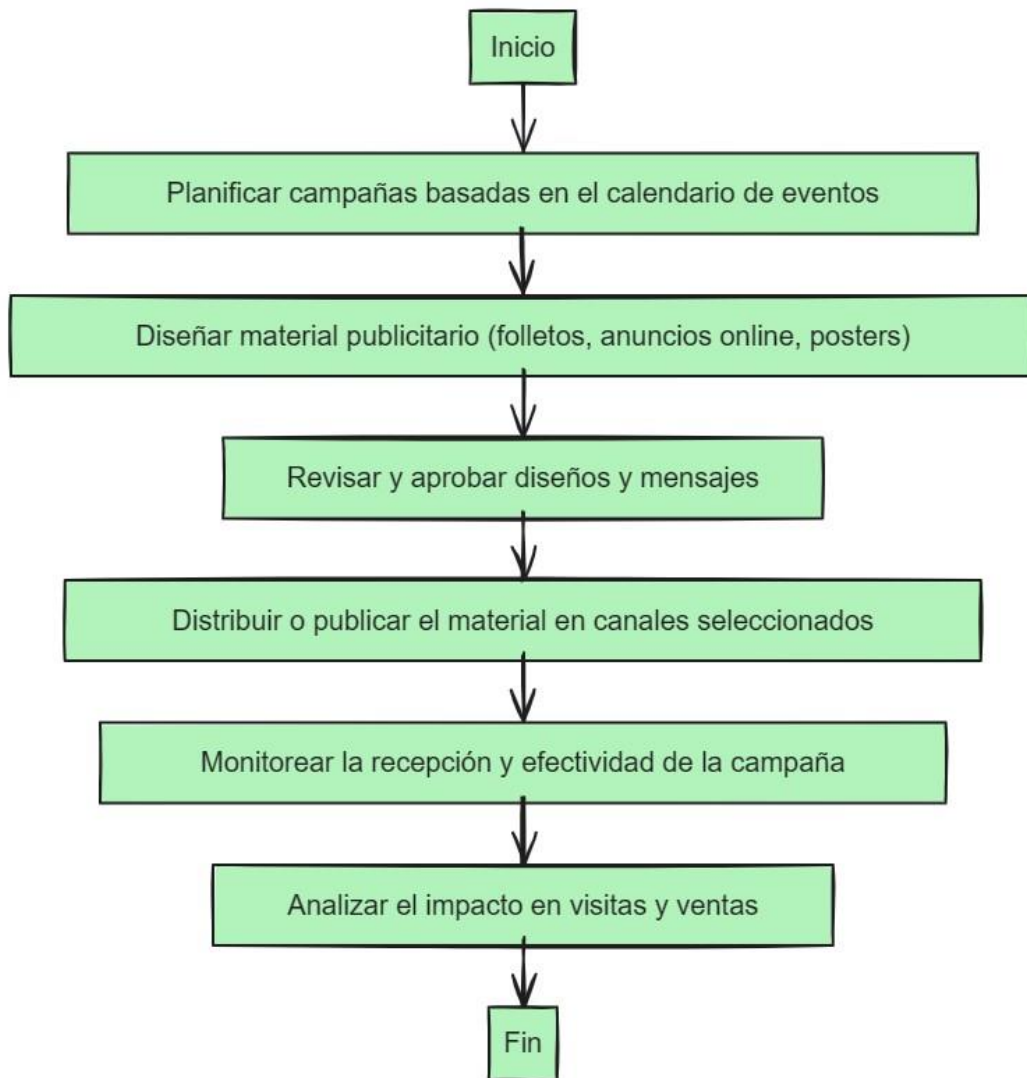 Inicio
Planificar campañas basadas en el calendario de eventos
Diseñar material publicitario (folletos, anuncios online, posters)
Revisar y aprobar diseños y mensajes
Distribuir o publicar el material en canales seleccionados
Monitorear la recepción y efectividad de la campaña
Analizar el impacto en visitas y ventas
Fin